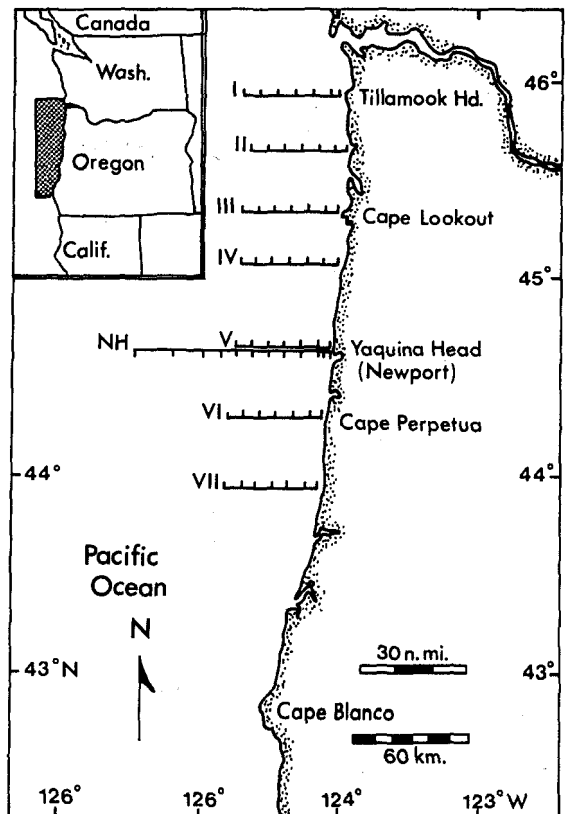 Canada
Wash.
Oregon
Calif.
I
Tillamook Hd.
46°
II
III
Cape Lookout
IV
45°
NH
V
Yaquina Head
(Newport)
VI
Cape Perpetua
44°
44°
VII
Pacific
Ocean
N
43°N
30 n. mi.
43°
Cape Blanco
60 km.
126°
126°
124°
123°W